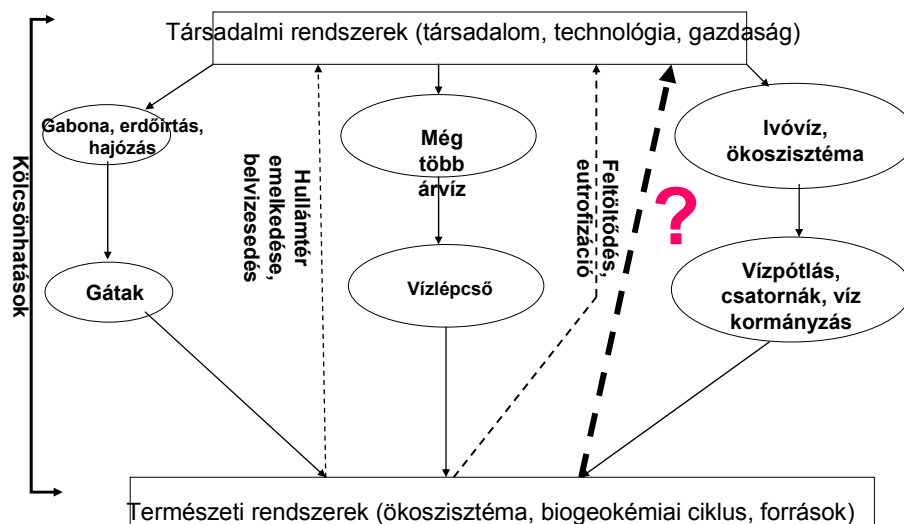 Társadalmi rendszerek (társadalom, technológia, gazdaság)
Kölcsönhatások
Gabona, erdőirtás,
hajózás
Gátak
Hullámtér
emelkedése,
belvizesedés
Még
több
árvíz
Vízlépcső
Feltöltődés,
eutrofizáció
?
Ivóvíz,
ökoszisztéma
Vízpótlás,
csatornák, víz
kormányzás
Természeti rendszerek (ökoszisztéma, biogeokémiai ciklus, források)